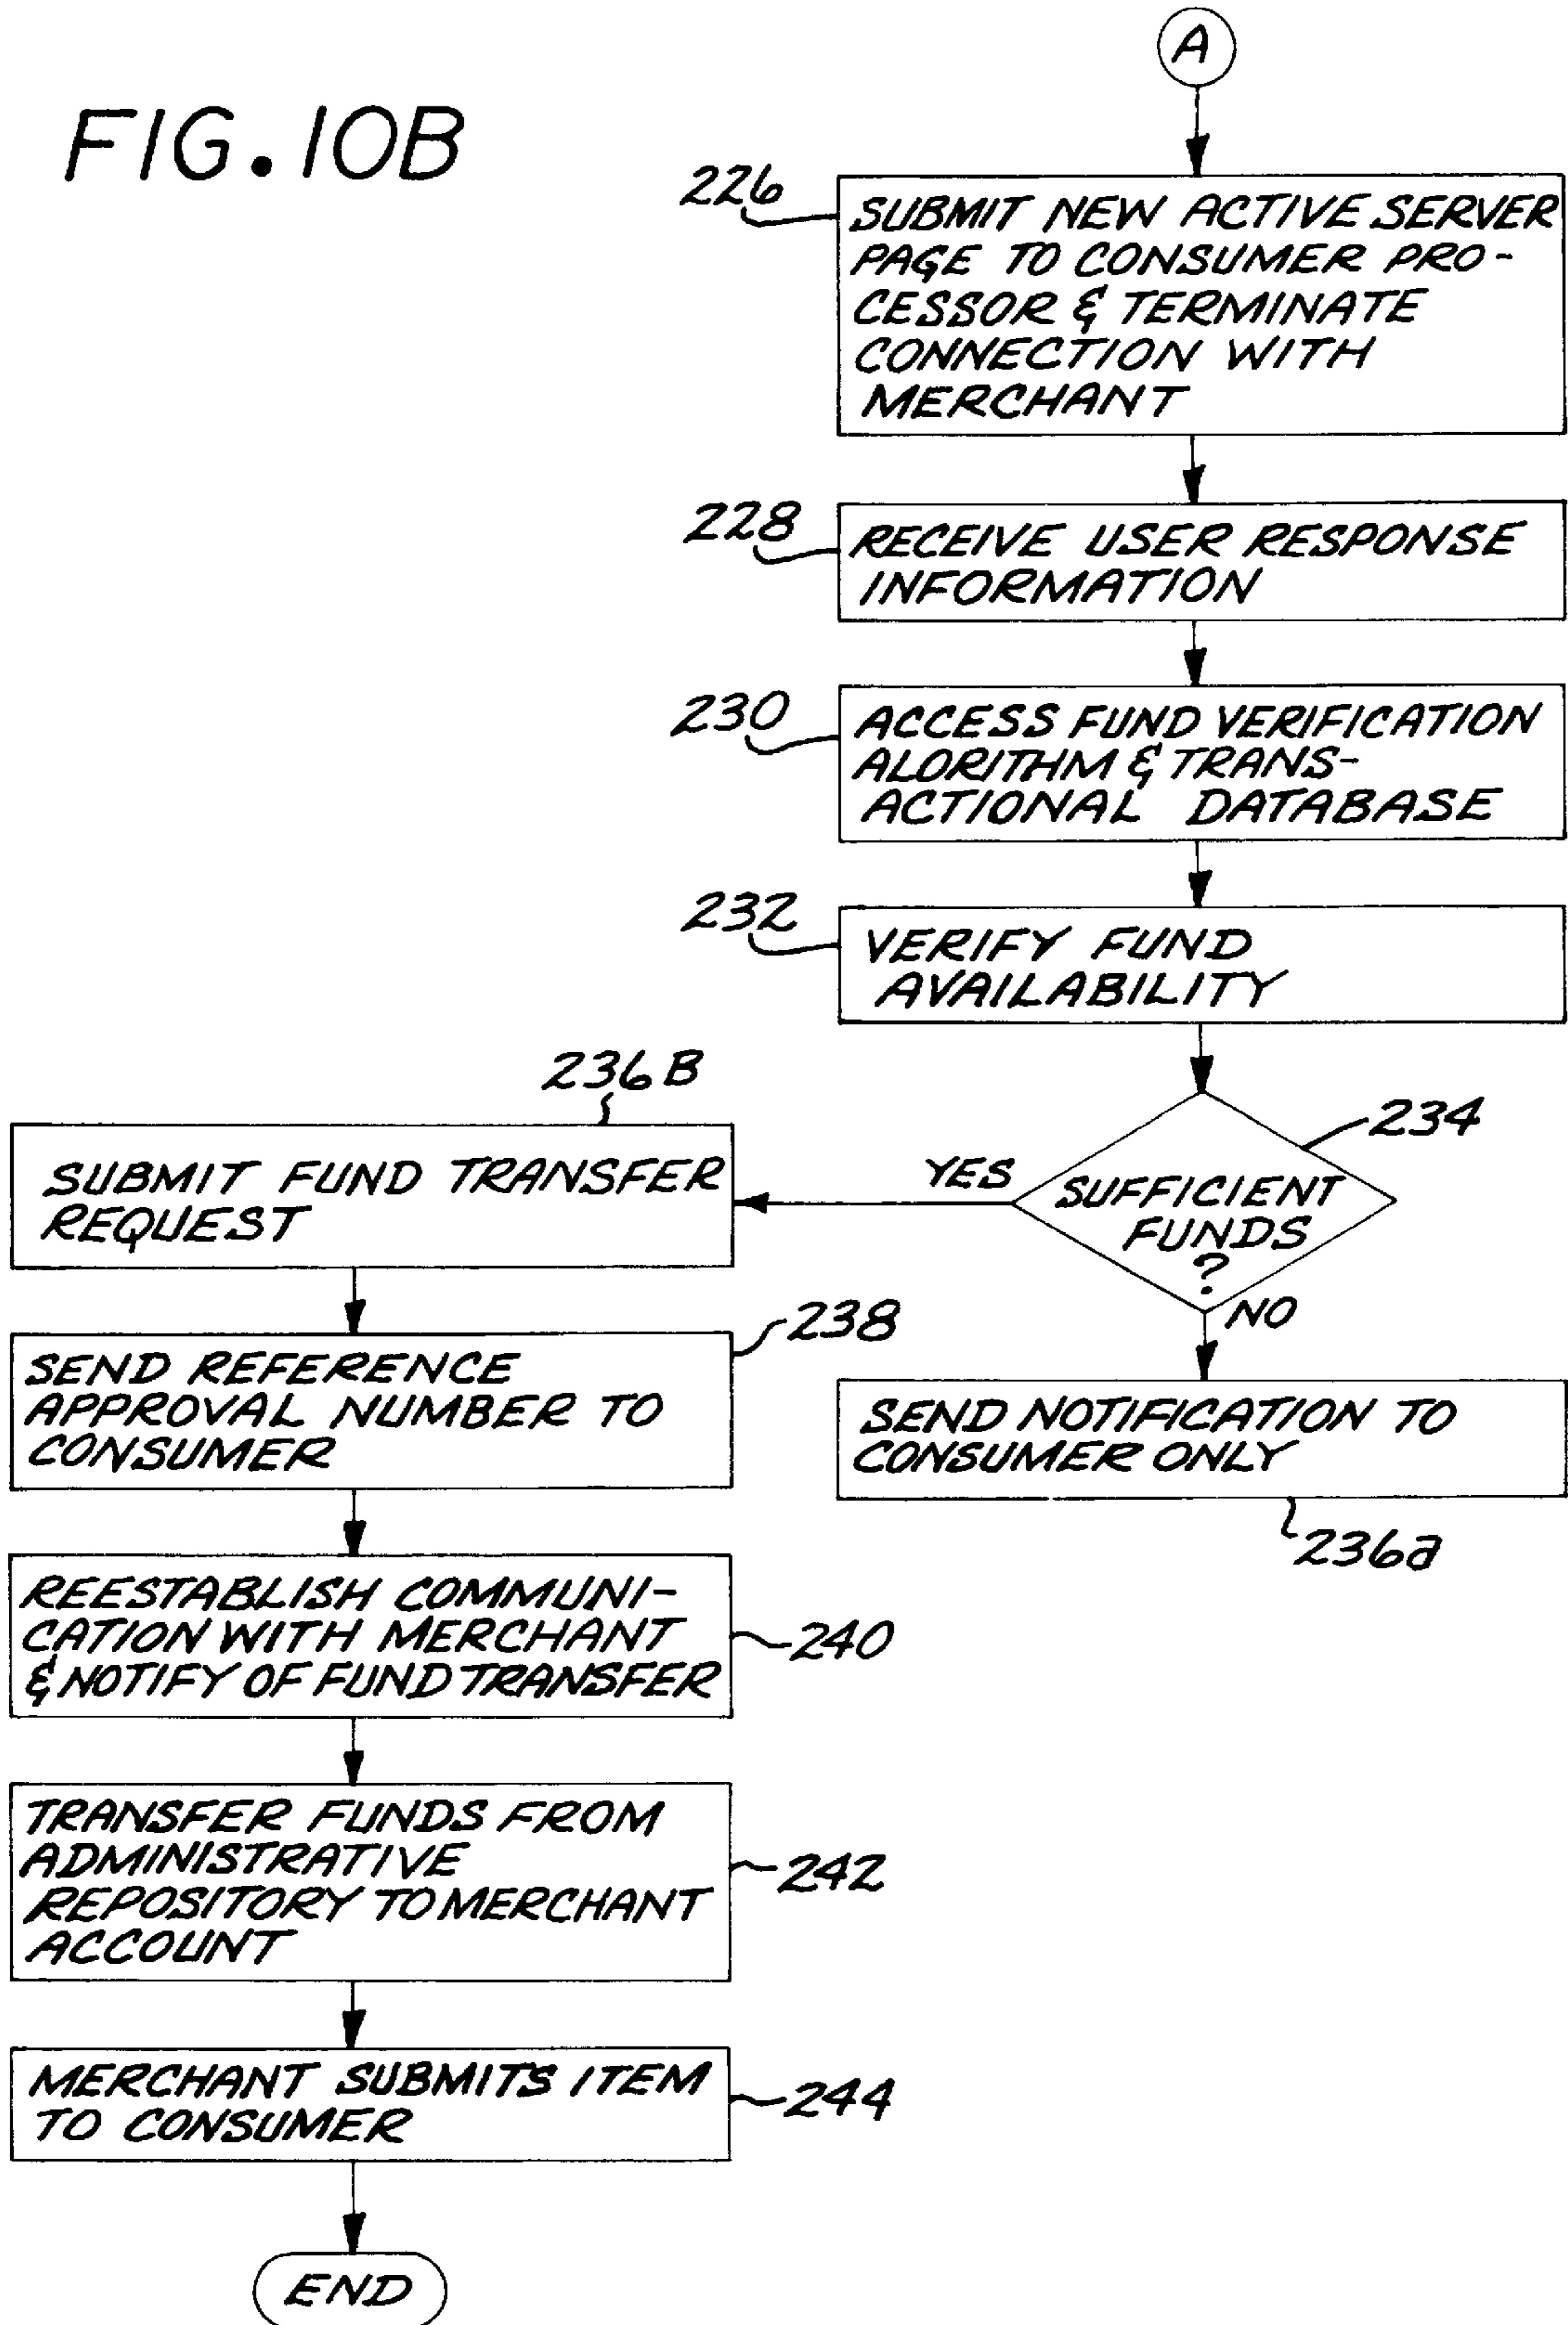 FIG. 10B
A
226
SUBMIT NEW ACTIVE SERVER
PAGE TO CONSUMER PRO-
CESSOR & TERMINATE
CONNECTION WITH
MERCHANT
228
RECEIVE USER RESPONSE
INFORMATION
230
ACCESS FUND VERIFICATION
ALORITHM & TRANS-
ACTIONAL DATABASE
232
VERIFY FUND
AVAILABILITY
234
SUFFICIENT
FUNDS
?
YES
NO
236B
SUBMIT FUND TRANSFER
REQUEST
SEND NOTIFICATION TO
CONSUMER ONLY
236a
238
SEND REFERENCE
APPROVAL NUMBER TO
CONSUMER
REESTABLISH COMMUNI-
CATION WITH MERCHANT
& NOTIFY OF FUND TRANSFER
240
TRANSFER FUNDS FROM
ADMINISTRATIVE
REPOSITORY TO MERCHANT
ACCOUNT
242
MERCHANT SUBMITS ITEM
TO CONSUMER
244
END